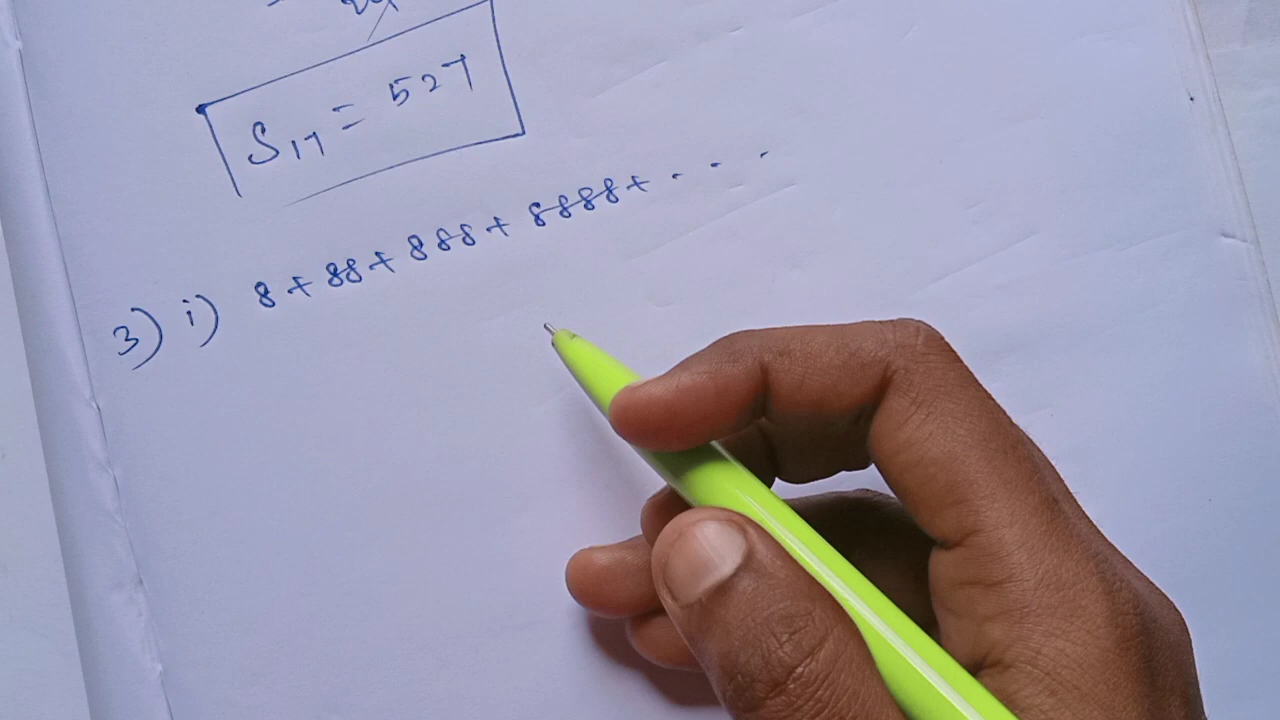 S17 = 527
3) i) 8 + 88 + 888 + 8888 + . . .